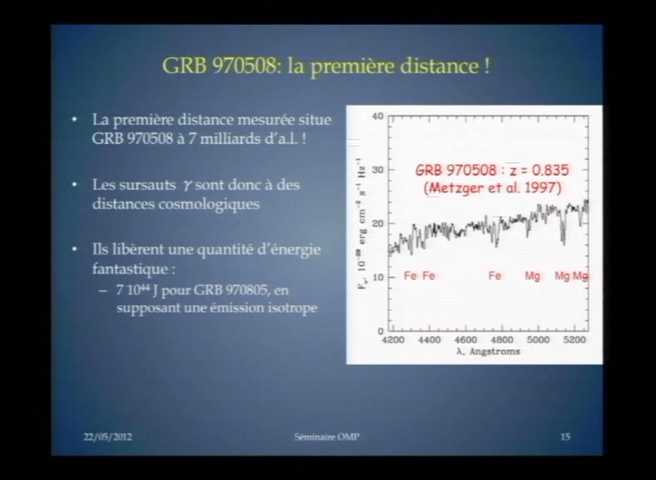 GRB 970508: la première distance !
• La première distance mesurée situe
GRB 970508 à 7 milliards d'a.l. !
• Les sursauts γ sont donc à des
distances cosmologiques
• Ils libèrent une quantité d'énergie
fantastique :
– 7 10⁴⁴ J pour GRB 970805, en
supposant une émission isotrope
40
30
20
10
0
GRB 970508 : z = 0.835
(Metzger et al. 1997)
Fe Fe Fe Mg Mg Mg
4200 4400 4600 4800 5000 5200
λ, Angstroms
22/05/2012 Séminaire OMP 15